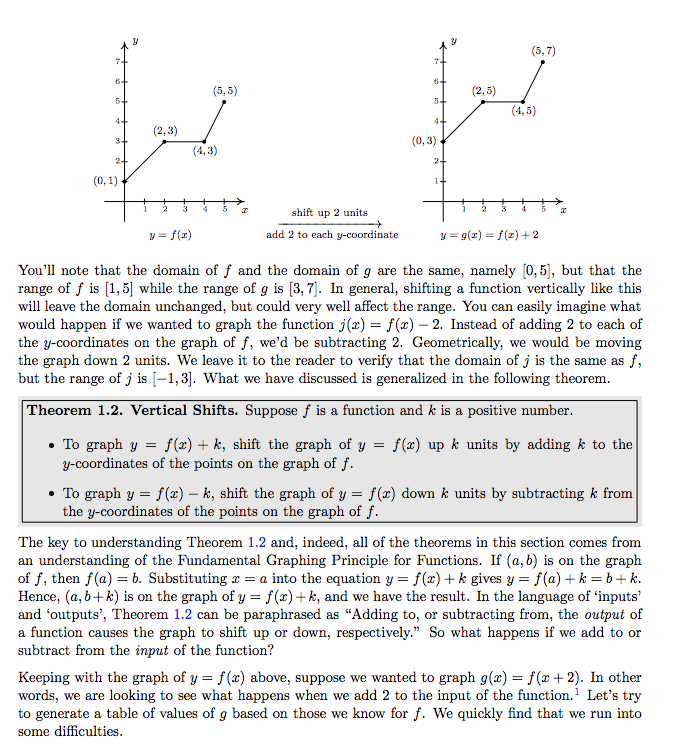 y
7
6
5
4
3
2
(5, 5)
(2, 3)
(4, 3)
(0, 1)
1 2 3 4 5 x
y = f(x)
shift up 2 units
add 2 to each y-coordinate
y
7
6
5
4
2
1
(5, 7)
(2, 5)
(4, 5)
(0, 3)
1 2 3 4 5 x
y = g(x) = f(x) + 2
You'll note that the domain of f and the domain of g are the same, namely [0, 5], but that the
range of f is [1, 5] while the range of g is [3, 7]. In general, shifting a function vertically like this
will leave the domain unchanged, but could very well affect the range. You can easily imagine what
would happen if we wanted to graph the function j(x) = f(x) − 2. Instead of adding 2 to each of
the y-coordinates on the graph of f, we'd be subtracting 2. Geometrically, we would be moving
the graph down 2 units. We leave it to the reader to verify that the domain of j is the same as f,
but the range of j is [−1, 3]. What we have discussed is generalized in the following theorem.
Theorem 1.2. Vertical Shifts. Suppose f is a function and k is a positive number.
• To graph y = f(x) + k, shift the graph of y = f(x) up k units by adding k to the
y-coordinates of the points on the graph of f.
• To graph y = f(x) − k, shift the graph of y = f(x) down k units by subtracting k from
the y-coordinates of the points on the graph of f.
The key to understanding Theorem 1.2 and, indeed, all of the theorems in this section comes from
an understanding of the Fundamental Graphing Principle for Functions. If (a, b) is on the graph
of f, then f(a) = b. Substituting x = a into the equation y = f(x) + k gives y = f(a) + k = b + k.
Hence, (a, b + k) is on the graph of y = f(x) + k, and we have the result. In the language of 'inputs'
and 'outputs', Theorem 1.2 can be paraphrased as "Adding to, or subtracting from, the output of
a function causes the graph to shift up or down, respectively." So what happens if we add to or
subtract from the input of the function?
Keeping with the graph of y = f(x) above, suppose we wanted to graph g(x) = f(x + 2). In other
words, we are looking to see what happens when we add 2 to the input of the function.¹ Let's try
to generate a table of values of g based on those we know for f. We quickly find that we run into
some difficulties.